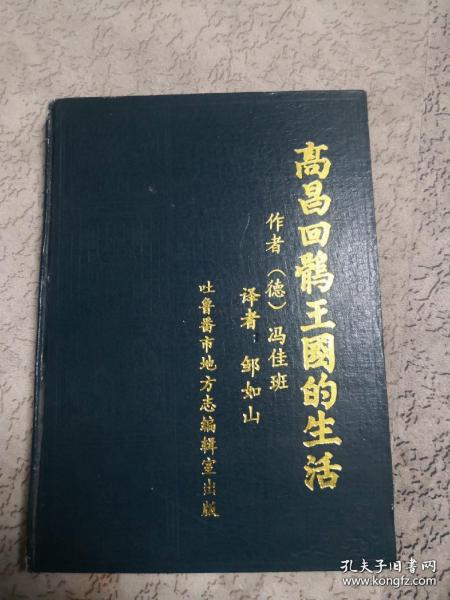 高昌回鹘王國的生活
作者（德）冯佳班
译者：邹如山
吐鲁番市地方志编辑室出版
孔夫子旧书网
www.kongfz.com